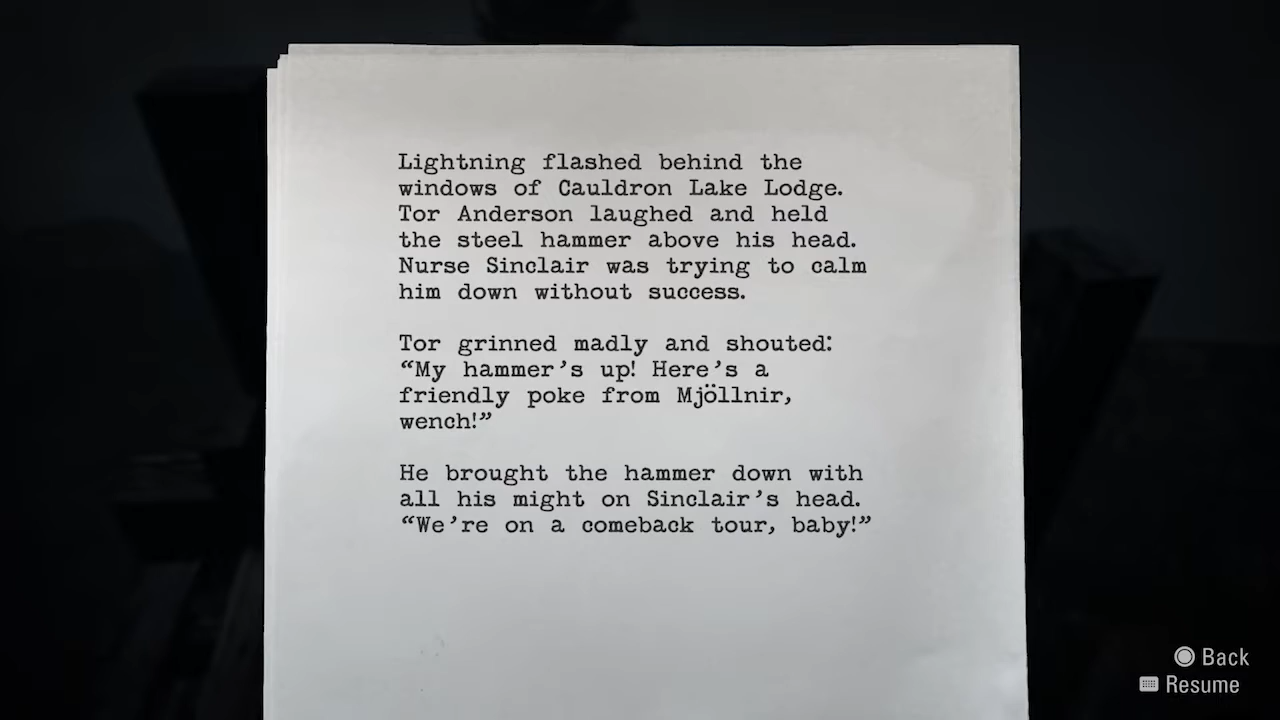 Lightning flashed behind the
windows of Cauldron Lake Lodge.
Tor Anderson laughed and held
the steel hammer above his head.
Nurse Sinclair was trying to calm
him down without success.
Tor grinned madly and shouted:
“My hammer’s up! Here’s a
friendly poke from Mjöllnir,
wench!”
He brought the hammer down with
all his might on Sinclair’s head.
“We’re on a comeback tour, baby!”
Back
Resume